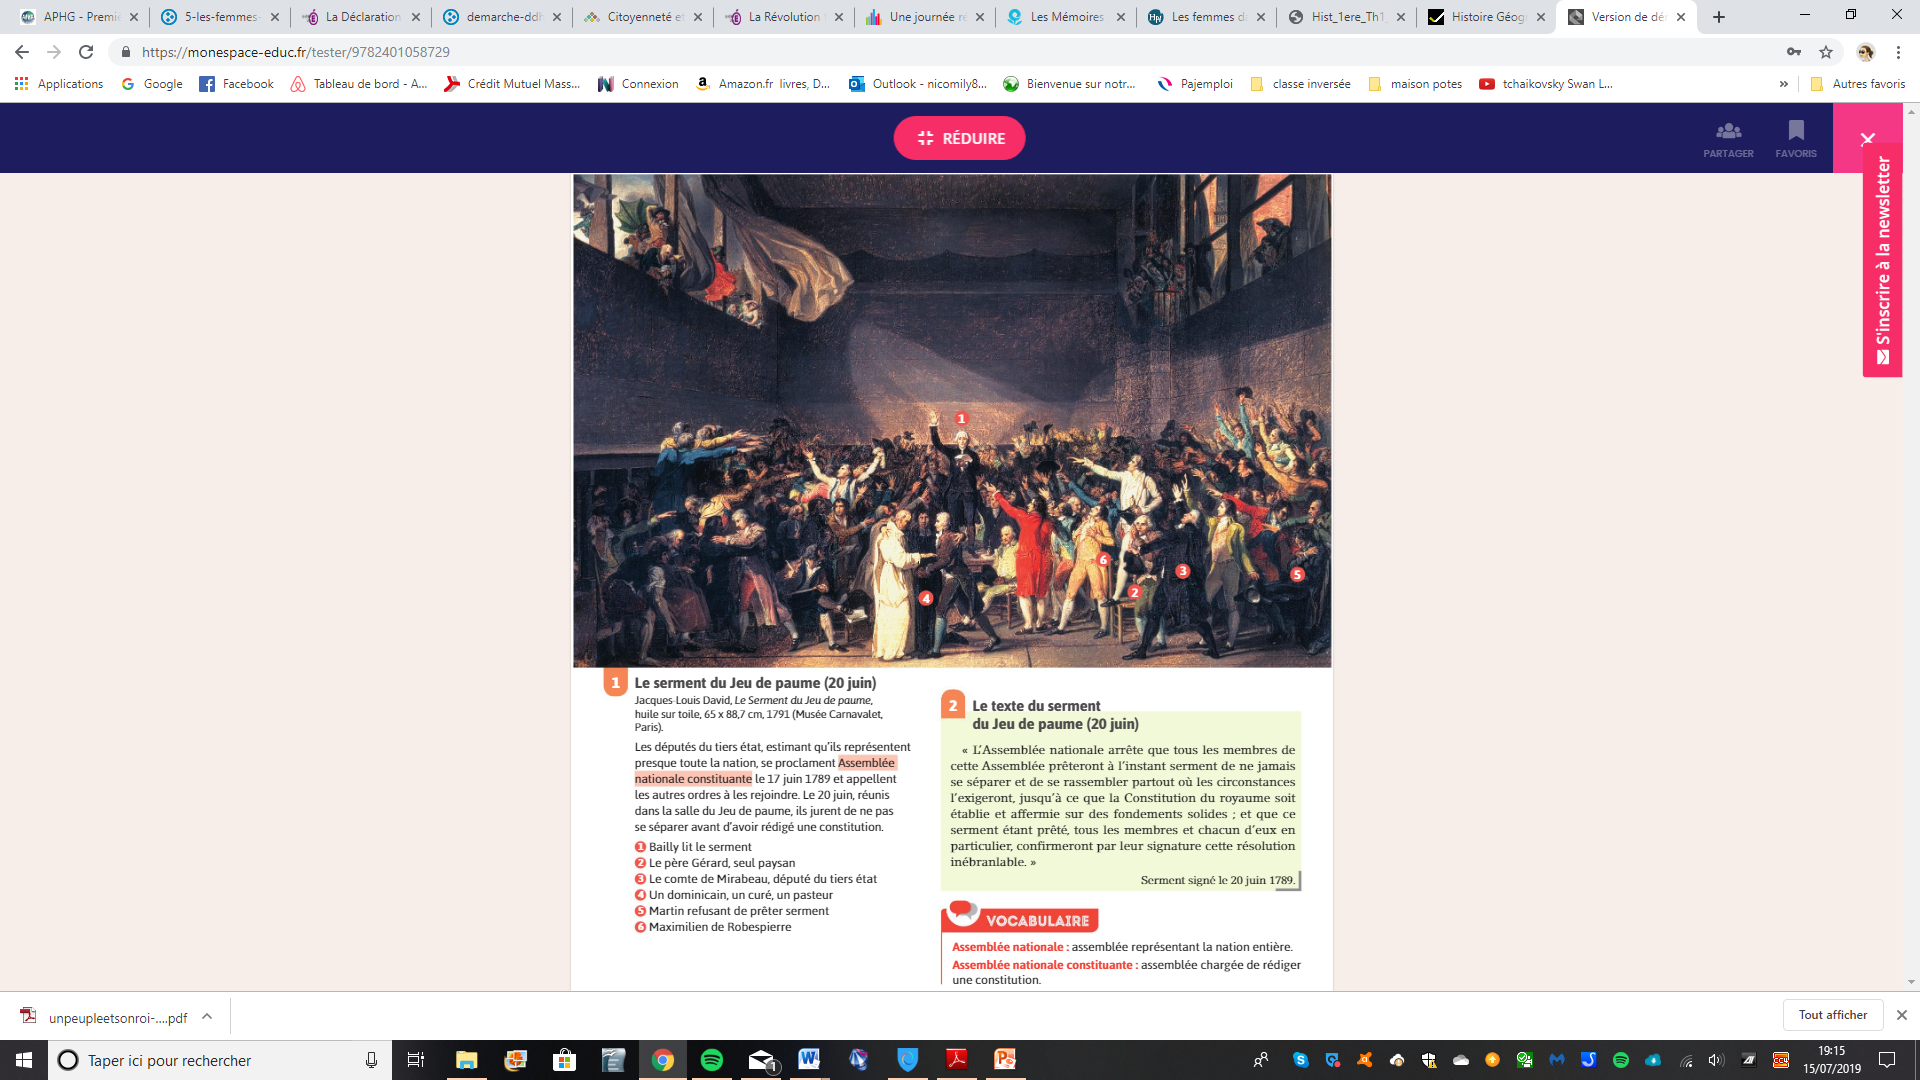 APHG - Premi
5-les-femmes-
La Déclaration
demarche-ddh
Citoyenneté et
La Révolution f
Une journée ré
Les Mémoires
Les femmes da
Hist_1ere_Th1_
Histoire Géogr
Version de dé
https://monespace-educ.fr/tester/9782401058729
Applications
Google
Facebook
Tableau de bord - A...
Crédit Mutuel Mass...
Connexion
Amazon.fr livres, D...
Outlook - nicomily8...
Bienvenue sur notr...
Pajemploi
classe inversée
maison potes
tchaikovsky Swan L...
»
Autres favoris
RÉDUIRE
PARTAGER
FAVORIS
S'inscrire à la newsletter
1
6
3
5
2
4
1 Le serment du Jeu de paume (20 juin)
Jacques-Louis David, Le Serment du Jeu de paume,
huile sur toile, 65 x 88,7 cm, 1791 (Musée Carnavalet,
Paris).
Les députés du tiers état, estimant qu'ils représentent
presque toute la nation, se proclament Assemblée
nationale constituante le 17 juin 1789 et appellent
les autres ordres à les rejoindre. Le 20 juin, réunis
dans la salle du Jeu de paume, ils jurent de ne pas
se séparer avant d'avoir rédigé une constitution.
1 Bailly lit le serment
2 Le père Gérard, seul paysan
3 Le comte de Mirabeau, député du tiers état
4 Un dominicain, un curé, un pasteur
5 Martin refusant de prêter serment
6 Maximilien de Robespierre
2 Le texte du serment
du Jeu de paume (20 juin)
« L'Assemblée nationale arrête que tous les membres de
cette Assemblée prêteront à l'instant serment de ne jamais
se séparer et de se rassembler partout où les circonstances
l'exigeront, jusqu'à ce que la Constitution du royaume soit
établie et affermie sur des fondements solides ; et que ce
serment étant prêté, tous les membres et chacun d'eux en
particulier, confirmeront par leur signature cette résolution
inébranlable. »
Serment signé le 20 juin 1789.
VOCABULAIRE
Assemblée nationale : assemblée représentant la nation entière.
Assemblée nationale constituante : assemblée chargée de rédiger
une constitution.
unpeupleetsonroi-....pdf
Tout afficher
Taper ici pour rechercher
1
19:15
15/07/2019